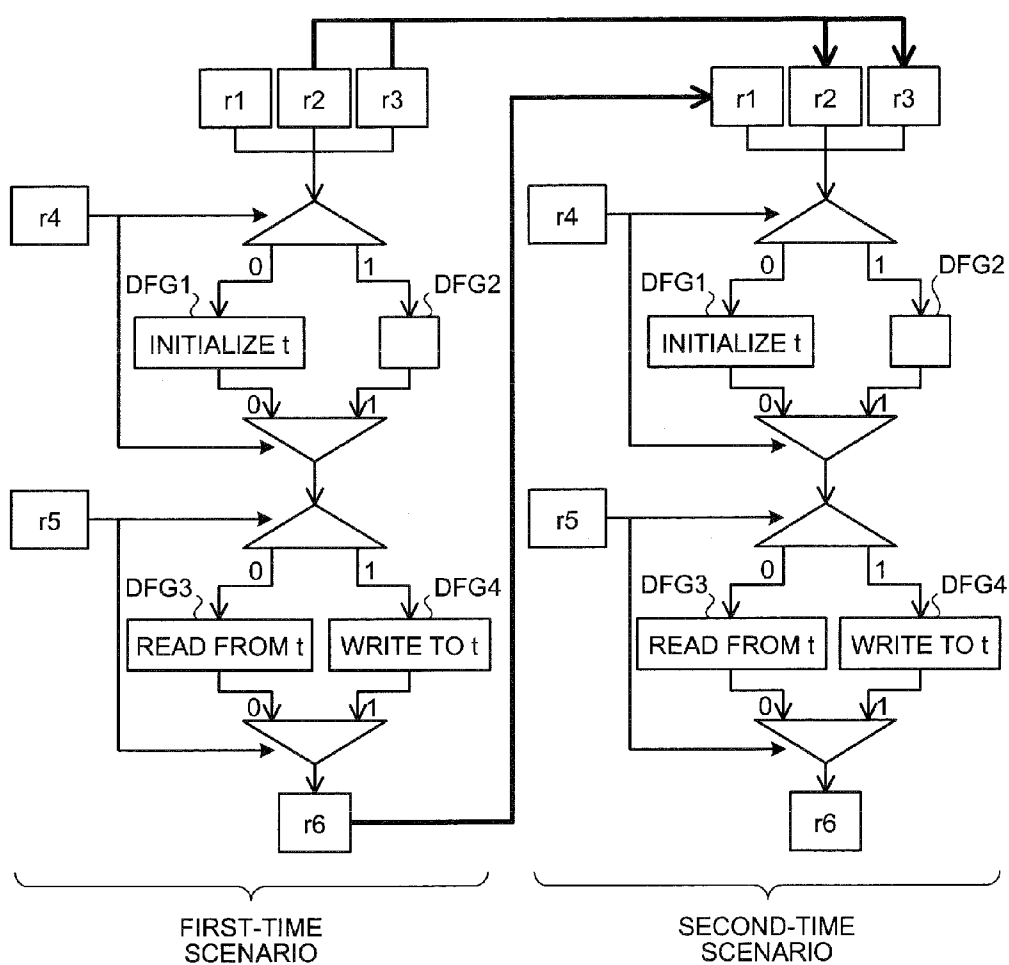 r1 r2 r3 r1 r2 r3
r4 r4
0 1 0 1
DFG1 DFG2 DFG1 DFG2
INITIALIZE t INITIALIZE t
0 1 0 1
r5 r5
0 1 0 1
DFG3 DFG4 DFG3 DFG4
READ FROM t WRITE TO t READ FROM t WRITE TO t
0 1 0 1
r6 r6
FIRST-TIME SECOND-TIME
SCENARIO SCENARIO